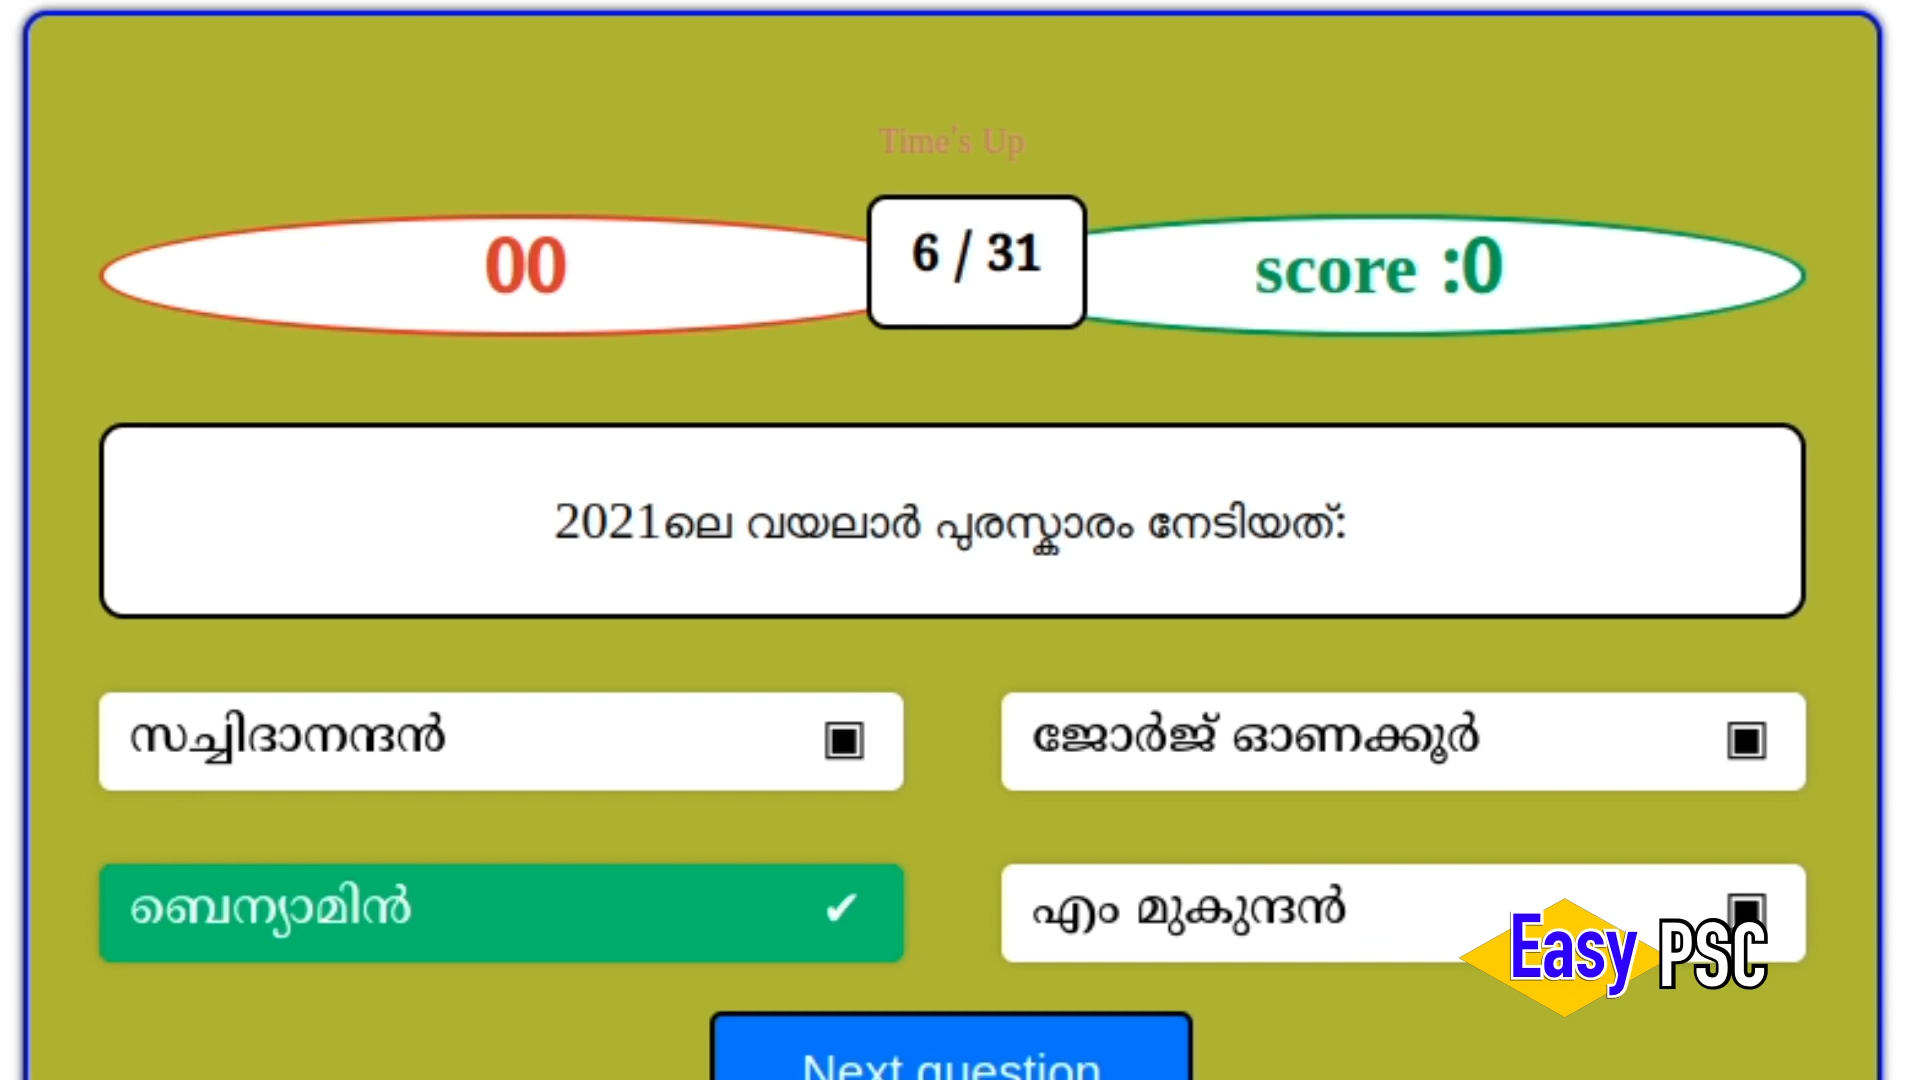 Time's Up
00
6 / 31
score :0
2021ലെ വയലാർ പുരസ്കാരം നേടിയത്:
സച്ചിദാനന്ദൻ
ജോർജ് ഓണക്കൂർ
ബെന്യാമിൻ ✔
എം മുകുന്ദൻ
Easy PSC
Next question